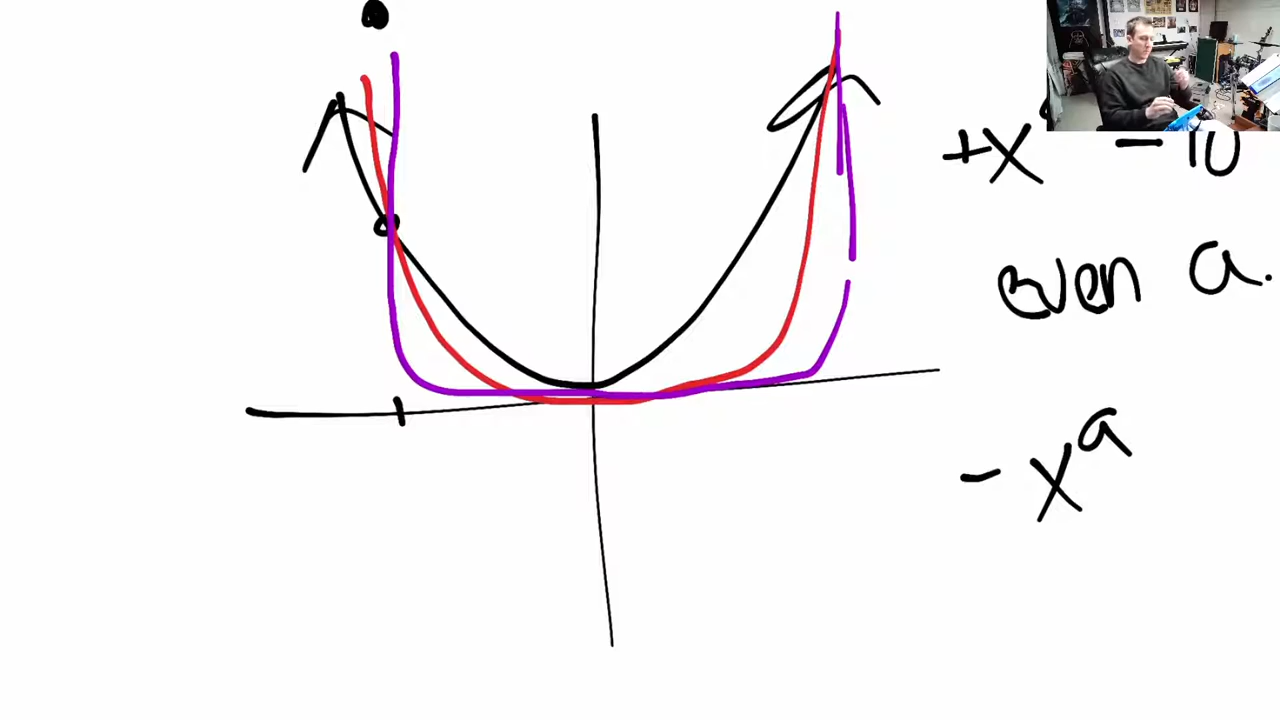 +x^a - 10
even a.
- x^a